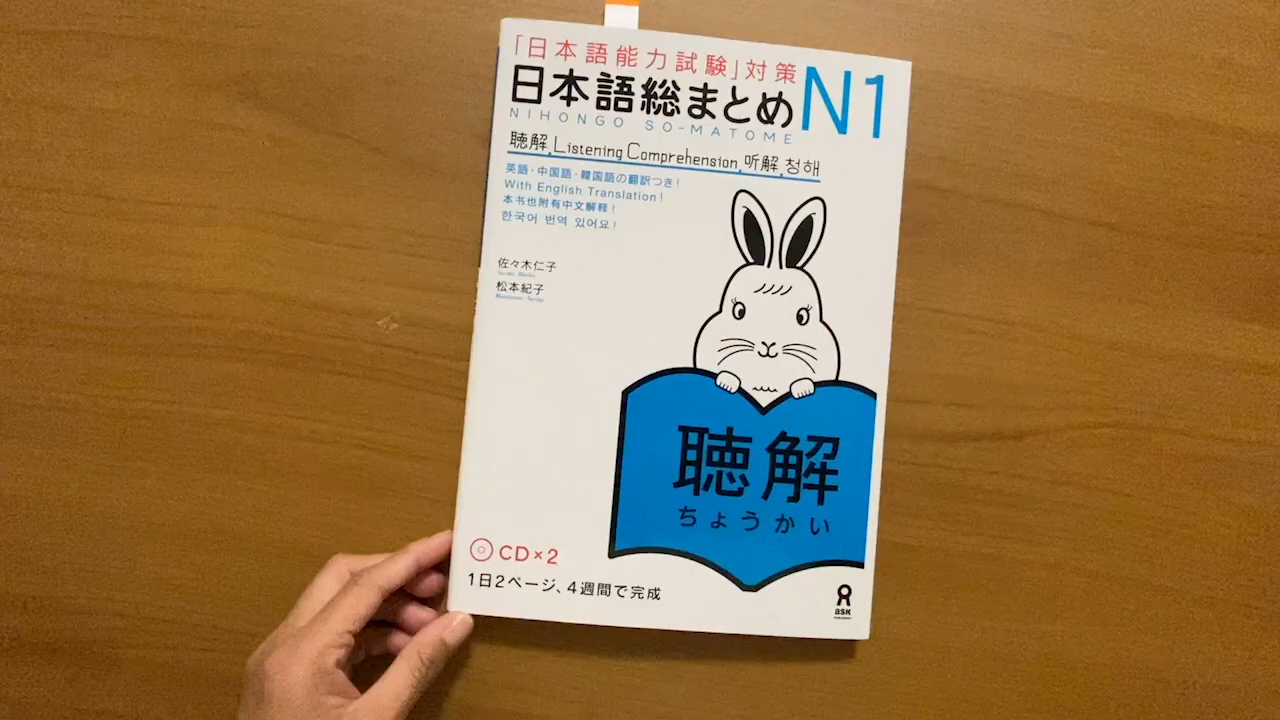 「日本語能力試験」対策
日本語総まとめ N1
NIHONGO SO-MATOME
聴解, Listening Comprehension, 听解, 청해
英語・中国語・韓国語の翻訳つき!
With English Translation!
本书也附有中文解释!
한국어 번역 있어요!
佐々木仁子
松本紀子
聴解
ちょうかい
CD×2
1日2ページ、4週間で完成
ask